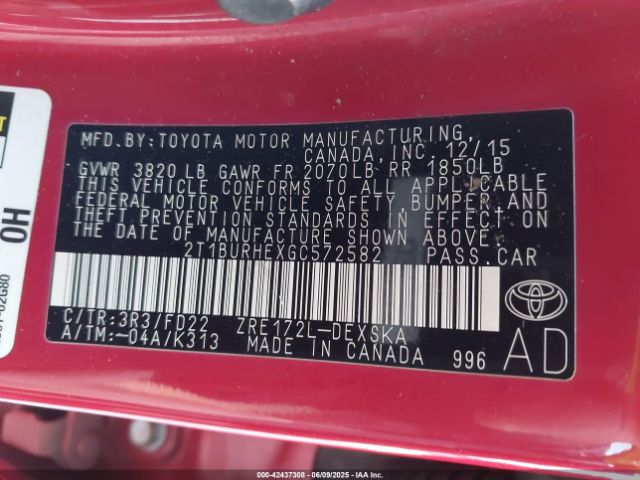 MFD.BY:TOYOTA MOTOR MANUFACTURING,
CANADA,INC.12/15
GVWR 3820 LB GAWR FR 2070LB RR 1850LB
THIS VEHICLE CONFORMS TO ALL APPLICABLE
FEDERAL MOTOR VEHICLE SAFETY, BUMPER AND
THEFT PREVENTION STANDARDS IN EFFECT ON
THE DATE OF MANUFACTURE SHOWN ABOVE.
2T1BURHEXGC572582 PASS.CAR
C/TR:3R3/FD22 ZRE172L-DEXSKA
A/TM:-04A/K313 MADE IN CANADA 996
TOYOTA
AD
HO
00-42437308 | 06/09/2025 | IAA Inc.